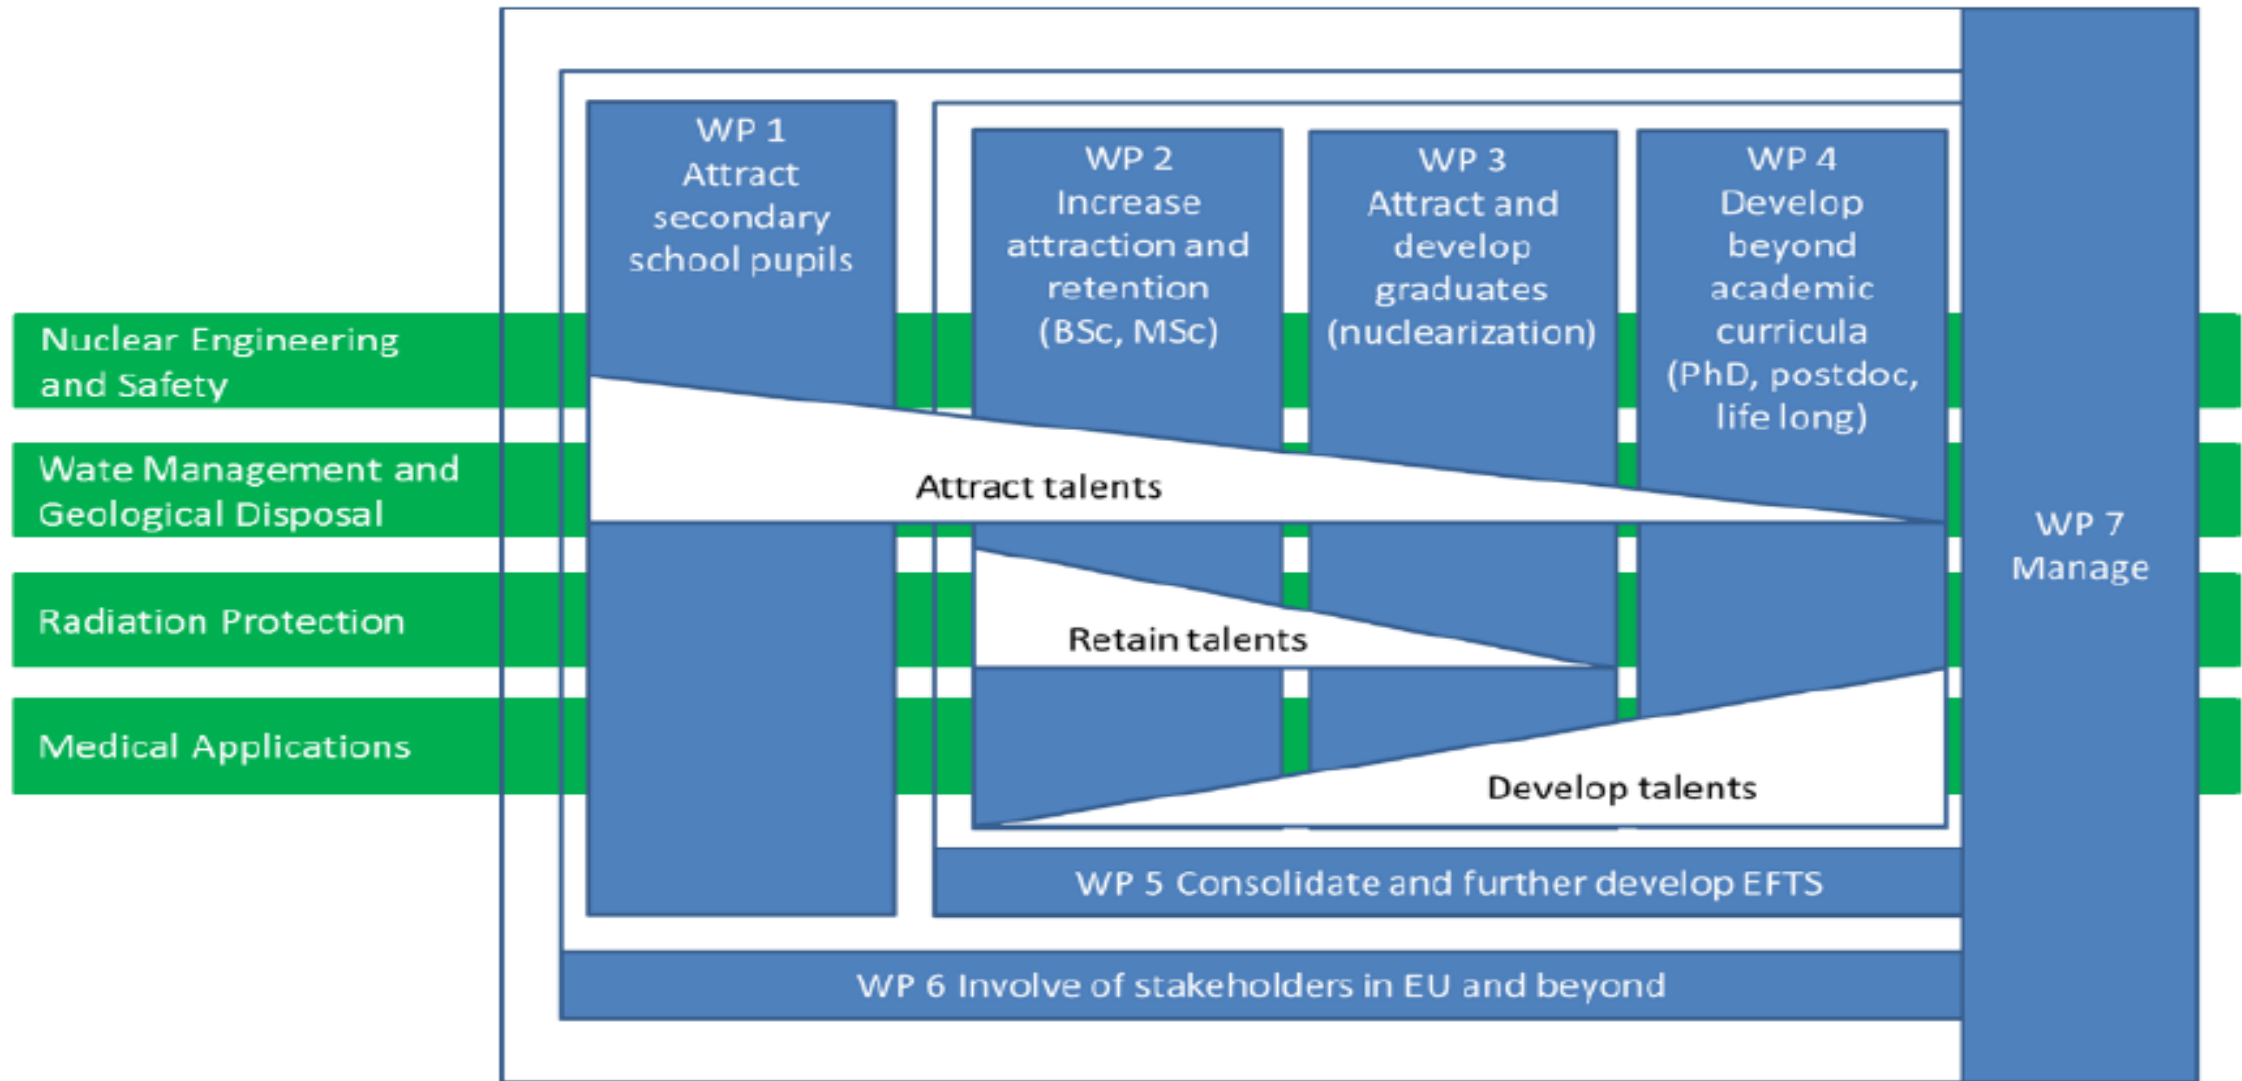 WP 1
Attract
secondary
school pupils
WP 2
Increase
attraction and
retention
(BSc, MSc)
WP 3
Attract and
develop
graduates
(nuclearization)
WP 4
Develop
beyond
academic
curricula
(PhD, postdoc,
life long)
Nuclear Engineering
and Safety
Wate Management and
Geological Disposal
Radiation Protection
Medical Applications
Attract talents
Retain talents
Develop talents
WP 7
Manage
WP 5 Consolidate and further develop EFTS
WP 6 Involve of stakeholders in EU and beyond